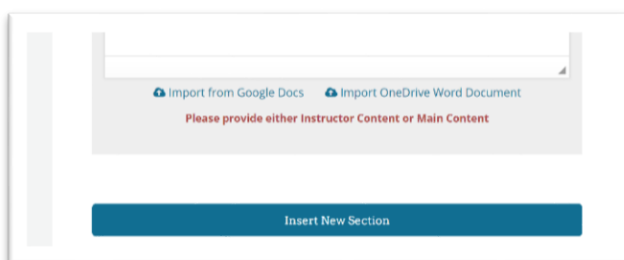 Import from Google Docs Import OneDrive Word Document
Please provide either Instructor Content or Main Content
Insert New Section